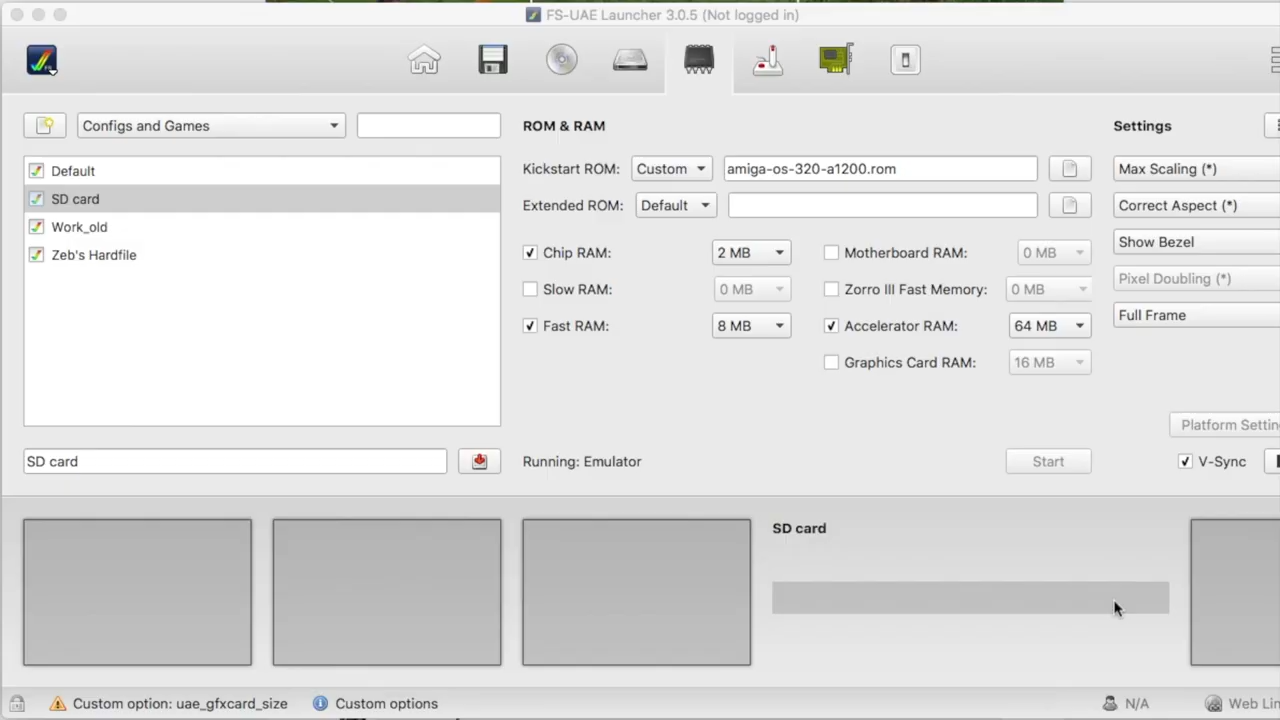 FS-UAE Launcher 3.0.5 (Not logged in)
Configs and Games
Default
SD card
Work_old
Zeb's Hardfile
SD card
ROM & RAM
Kickstart ROM: Custom amiga-os-320-a1200.rom
Extended ROM: Default
Chip RAM: 2 MB
Motherboard RAM: 0 MB
Slow RAM: 0 MB
Zorro III Fast Memory: 0 MB
Fast RAM: 8 MB
Accelerator RAM: 64 MB
Graphics Card RAM: 16 MB
Running: Emulator
Start
Settings
Max Scaling (*)
Correct Aspect (*)
Show Bezel
Pixel Doubling (*)
Full Frame
Platform Settin
V-Sync
SD card
Custom option: uae_gfxcard_size
Custom options
N/A
Web Lin